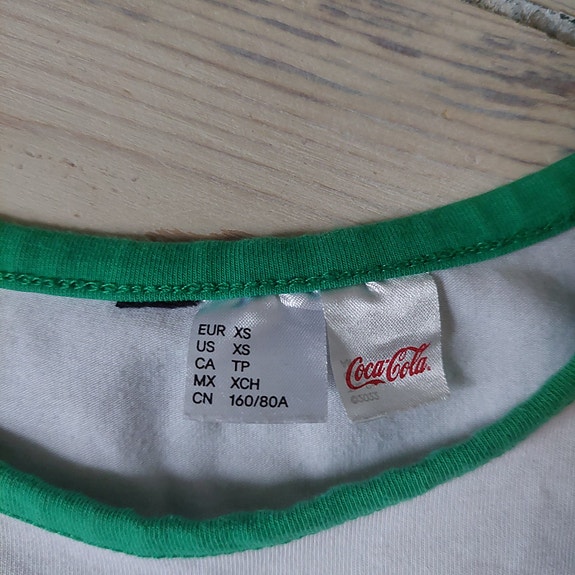 EUR XS
US XS
CA TP
MX XCH
CN 160/80A
Coca-Cola